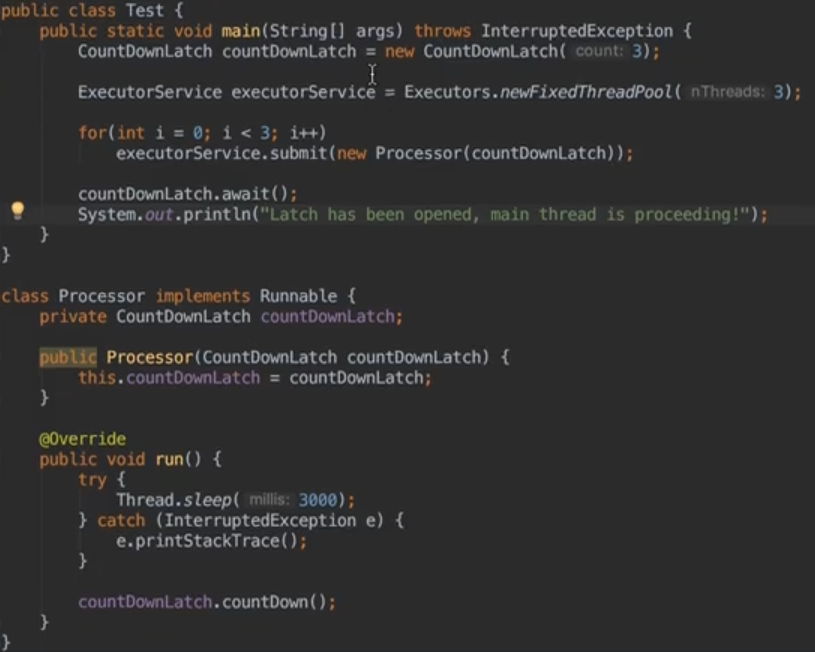 public class Test {
    public static void main(String[] args) throws InterruptedException {
        CountDownLatch countDownLatch = new CountDownLatch( count: 3);

        ExecutorService executorService = Executors.newFixedThreadPool( nThreads: 3);

        for(int i = 0; i < 3; i++)
            executorService.submit(new Processor(countDownLatch));

        countDownLatch.await();
        System.out.println("Latch has been opened, main thread is proceeding!");
    }
}

class Processor implements Runnable {
    private CountDownLatch countDownLatch;

    public Processor(CountDownLatch countDownLatch) {
        this.countDownLatch = countDownLatch;
    }

    @Override
    public void run() {
        try {
            Thread.sleep( millis: 3000);
        } catch (InterruptedException e) {
            e.printStackTrace();
        }

        countDownLatch.countDown();
    }
}